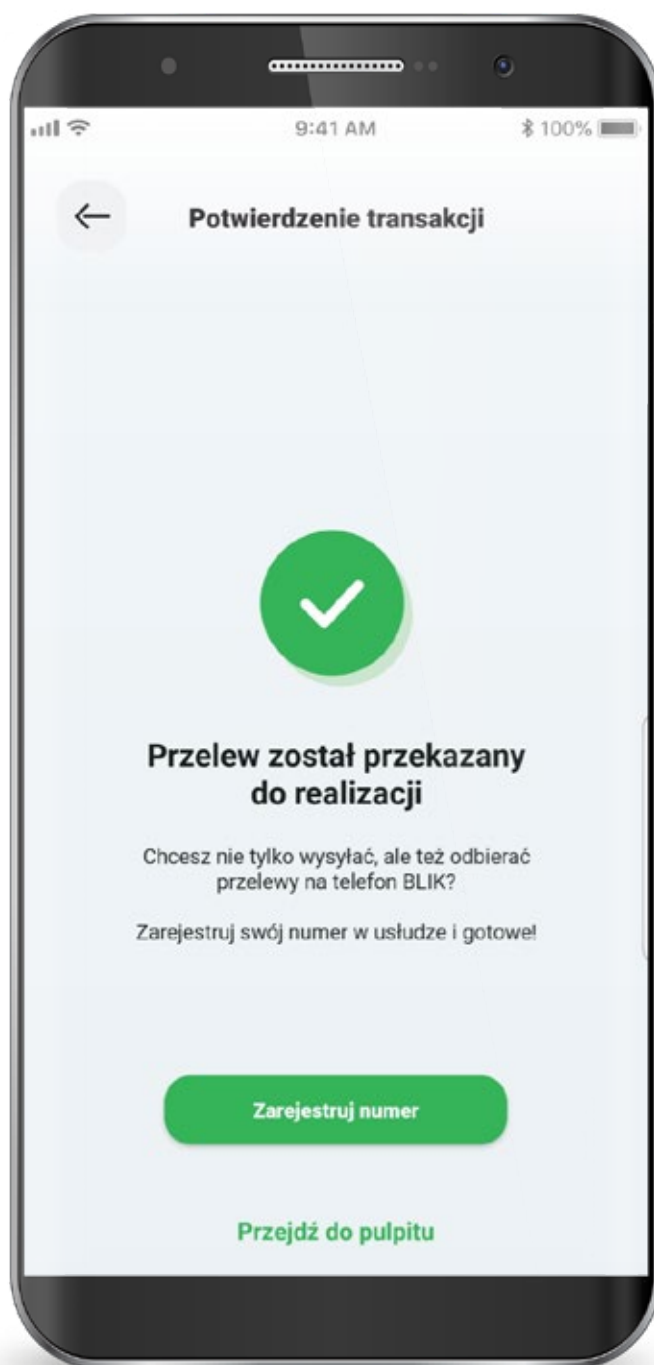 9:41 AM
100%
Potwierdzenie transakcji
Przelew został przekazany
do realizacji
Chcesz nie tylko wysyłać, ale też odbierać
przelewy na telefon BLIK?
Zarejestruj swój numer w usłudze i gotowe!
Zarejestruj numer
Przejdź do pulpitu